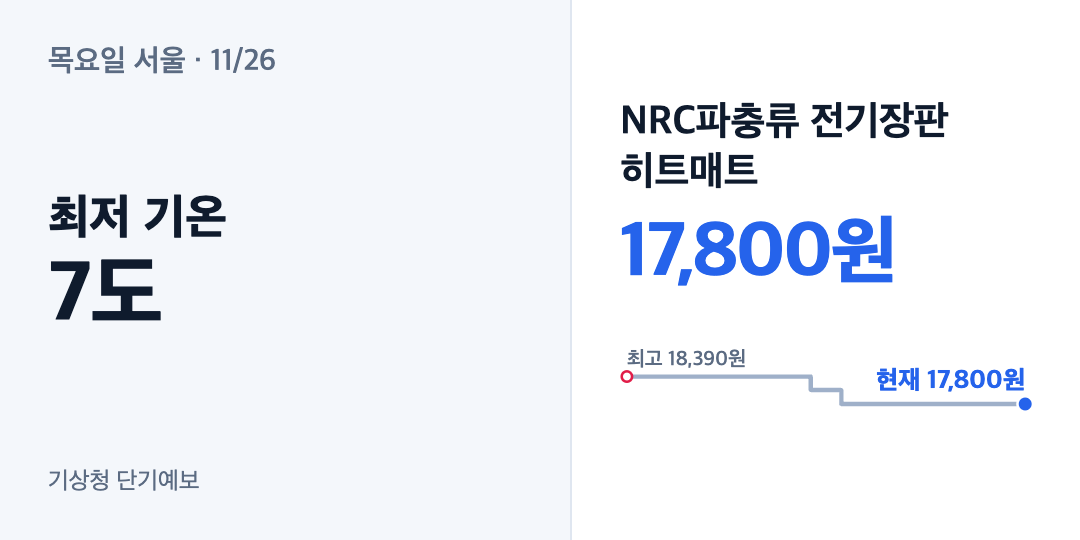 목요일 서울 · 11/26
최저 기온
7도
기상청 단기예보
NRC파충류 전기장판
히트매트
17,800원
최고 18,390원
현재 17,800원